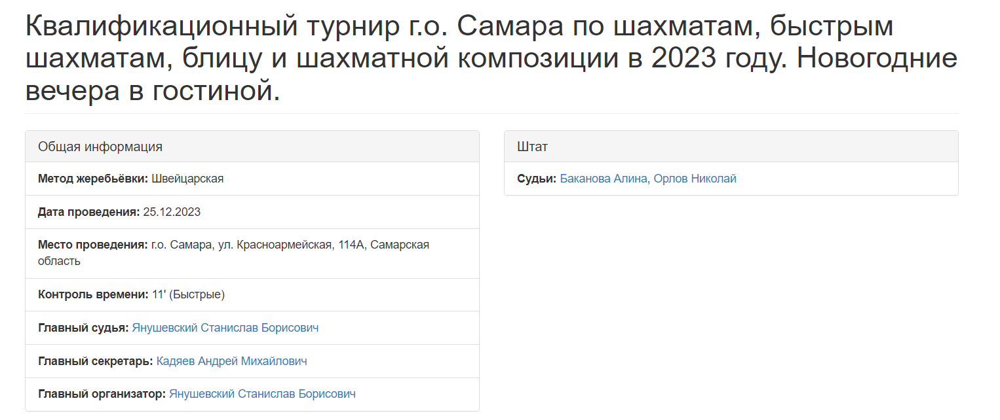 Квалификационный турнир г.о. Самара по шахматам, быстрым
шахматам, блицу и шахматной композиции в 2023 году. Новогодние
вечера в гостиной.
Общая информация
Метод жеребьёвки: Швейцарская
Дата проведения: 25.12.2023
Место проведения: г.о. Самара, ул. Красноармейская, 114А, Самарская
область
Контроль времени: 11' (Быстрые)
Главный судья: Янушевский Станислав Борисович
Главный секретарь: Кадяев Андрей Михайлович
Главный организатор: Янушевский Станислав Борисович
Штат
Судьи: Баканова Алина, Орлов Николай